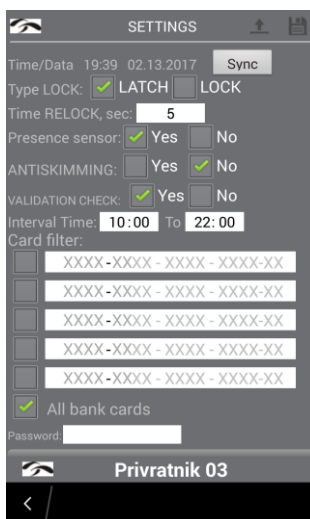 SETTINGS
Time/Data 19:39 02.13.2017 Sync
Type LOCK: LATCH LOCK
Time RELOCK, sec: 5
Presence sensor: Yes No
ANTISKIMMING: Yes No
VALIDATION CHECK: Yes No
Interval Time: 10:00 To 22:00
Card filter:
XXXX-XXXX - XXXX - XXXX-XX
XXXX-XXXX - XXXX - XXXX-XX
XXXX-XXXX - XXXX - XXXX-XX
XXXX-XXXX - XXXX - XXXX-XX
XXXX-XXXX - XXXX - XXXX-XX
All bank cards
Password:
Privratnik 03